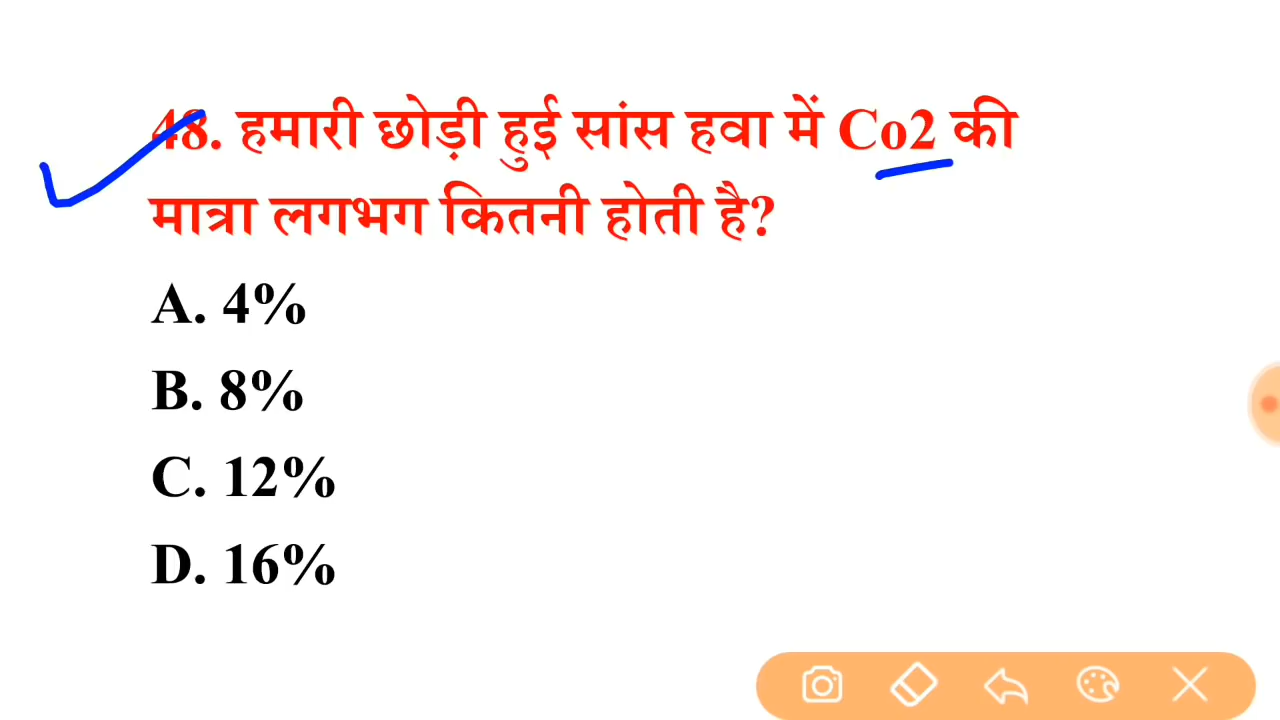 48. हमारी छोड़ी हुई सांस हवा में Co2 की
मात्रा लगभग कितनी होती है?
A. 4%
B. 8%
C. 12%
D. 16%